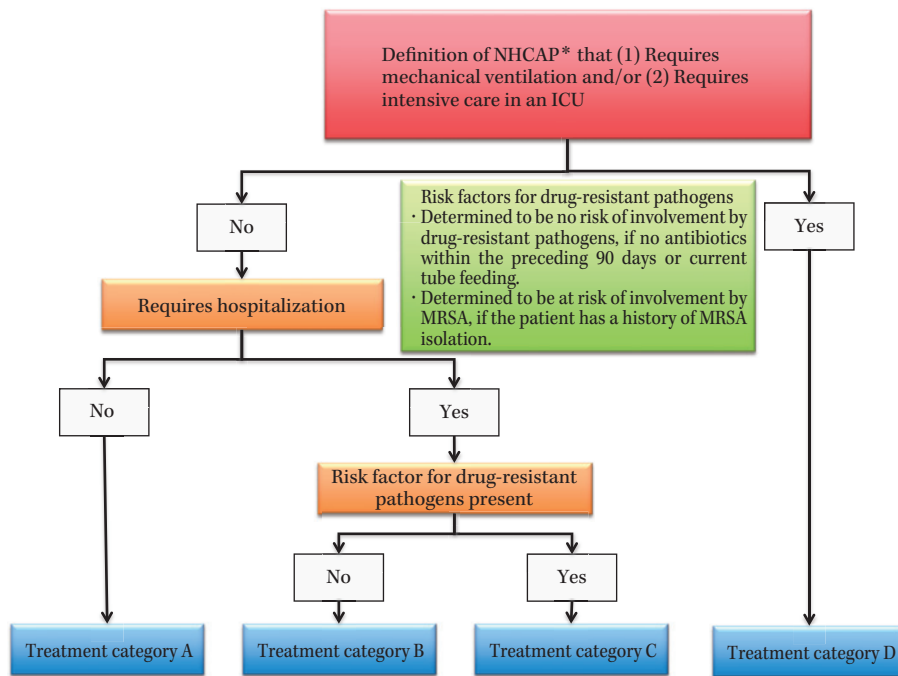 Definition of NHCAP* that (1) Requires
mechanical ventilation and/or (2) Requires
intensive care in an ICU
No
Risk factors for drug-resistant pathogens
· Determined to be no risk of involvement by
drug-resistant pathogens, if no antibiotics
within the preceding 90 days or current
tube feeding.
· Determined to be at risk of involvement by
MRSA, if the patient has a history of MRSA
isolation.
Yes
Requires hospitalization
No
Yes
Risk factor for drug-resistant
pathogens present
No
Yes
Treatment category A
Treatment category B
Treatment category C
Treatment category D